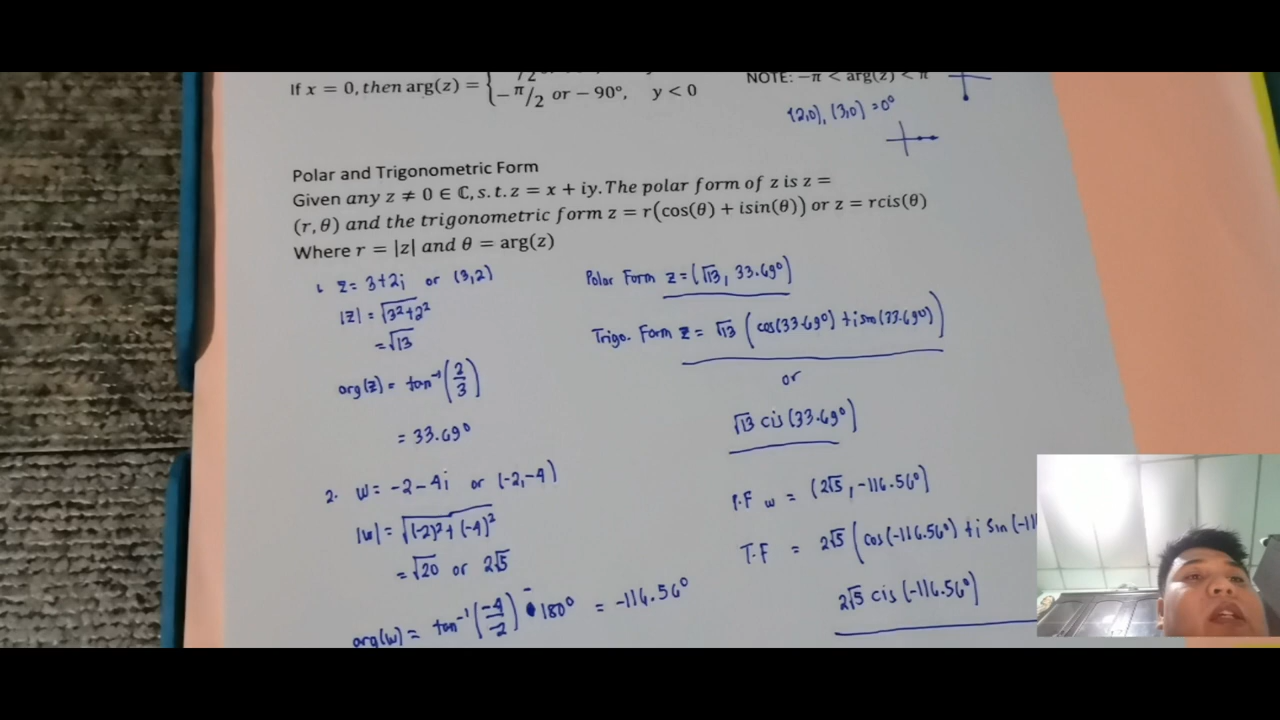 If x = 0, then arg(z) = { −π/2 or − 90°, y < 0
NOTE: −π < arg(z) < π
(2,0), (3,0) = 0°
Polar and Trigonometric Form
Given any z ≠ 0 ∈ ℂ, s.t. z = x + iy. The polar form of z is z =
(r, θ) and the trigonometric form z = r(cos(θ) + isin(θ)) or z = rcis(θ)
Where r = |z| and θ = arg(z)
1. z = 3+2i or (3,2)
|z| = √3²+2²
= √13
arg(z) = tan⁻¹(2/3)
= 33.69°
Polar Form z = (√13, 33.69°)
Trigo. Form z = √13 (cos(33.69°) + i sin(33.69°))
or
√13 cis(33.69°)
2. w = -2-4i or (-2,-4)
|w| = √(-2)²+(-4)²
= √20 or 2√5
arg(w) = tan⁻¹(-4/-2) - 180° = -116.56°
P.F w = (2√5, -116.56°)
T.F = 2√5 (cos(-116.56°) + i sin(-11
2√5 cis(-116.56°)